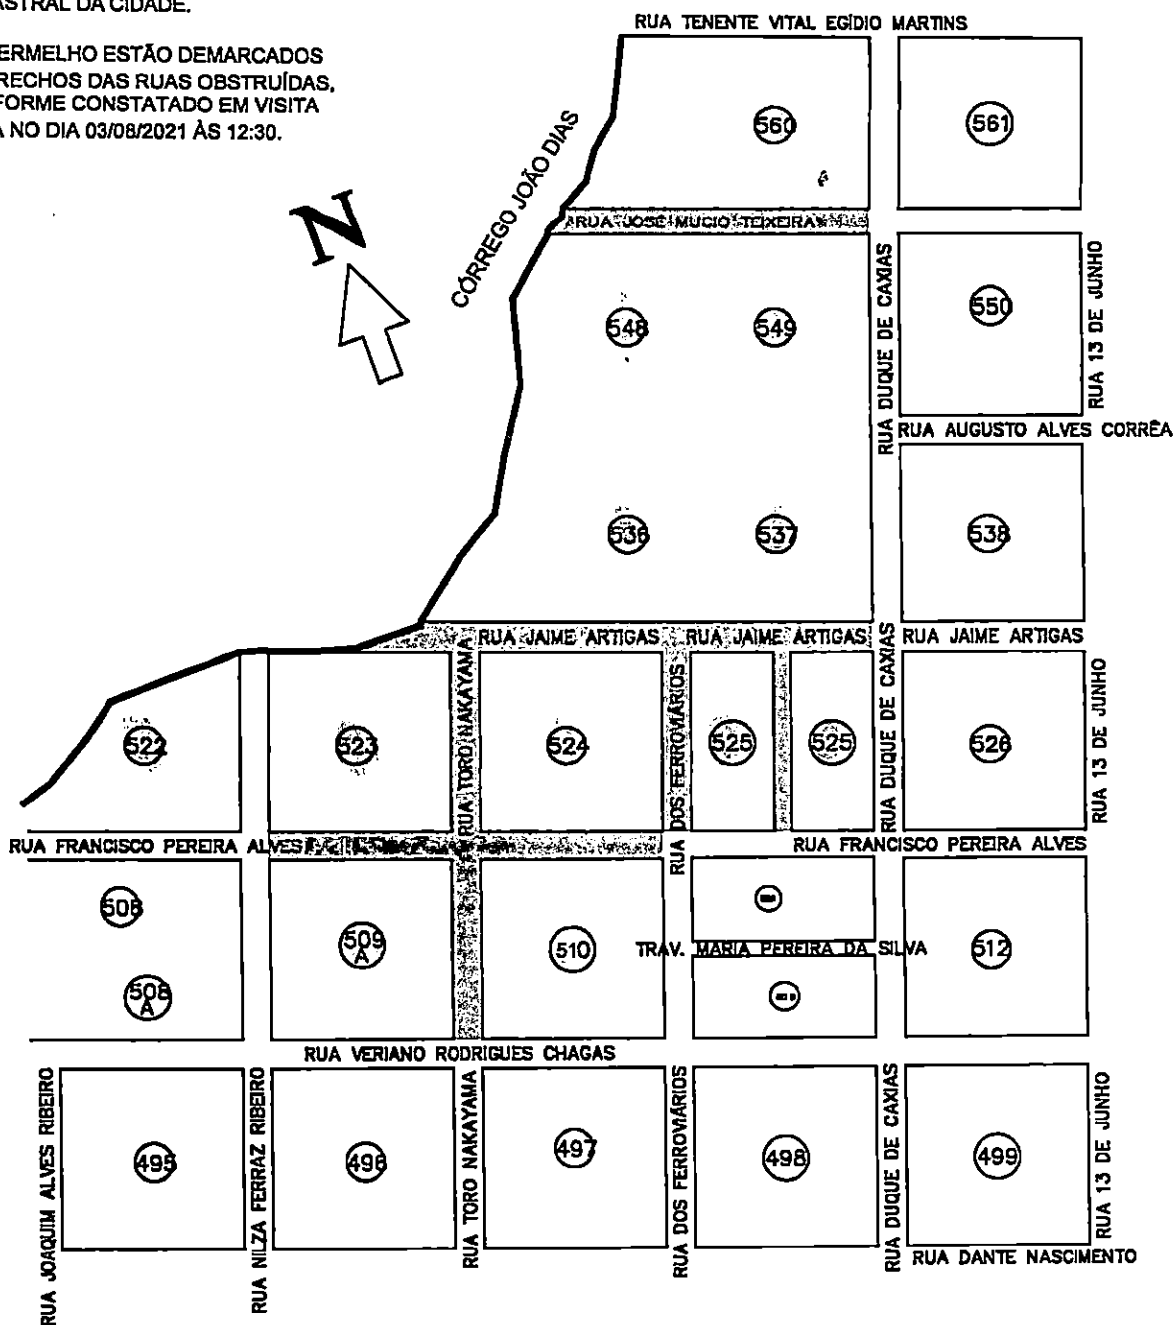 ASTRAL DA CIDADE.
ERMELHO ESTÃO DEMARCADOS
RECHOS DAS RUAS OBSTRUÍDAS,
FORME CONSTATADO EM VISITA
A NO DIA 03/08/2021 ÀS 12:30.
N
CÓRREGO JOÃO DIAS
RUA TENENTE VITAL EGÍDIO MARTINS
560
561
RUA JOSÉ MUCIO TEIXEIRA
548
549
RUA DUQUE DE CAXIAS
550
RUA 13 DE JUNHO
RUA AUGUSTO ALVES CORRÊA
536
537
538
RUA JAIME ARTIGAS
RUA JAIME ARTIGAS
RUA JAIME ARTIGAS
522
523
RUA TORO NAKAYAMA
524
RUA DOS FERROVIÁRIOS
525
525
RUA DUQUE DE CAXIAS
526
RUA 13 DE JUNHO
RUA FRANCISCO PEREIRA ALVES
RUA FRANCISCO PEREIRA ALVES
508
509
A
510
TRAV. MARIA PEREIRA DA SILVA
512
508
A
RUA VERIANO RODRIGUES CHAGAS
RUA JOAQUIM ALVES RIBEIRO
495
RUA NILZA FERRAZ RIBEIRO
496
RUA TORO NAKAYAMA
497
RUA DOS FERROVIÁRIOS
498
RUA DUQUE DE CAXIAS
499
RUA 13 DE JUNHO
RUA DANTE NASCIMENTO